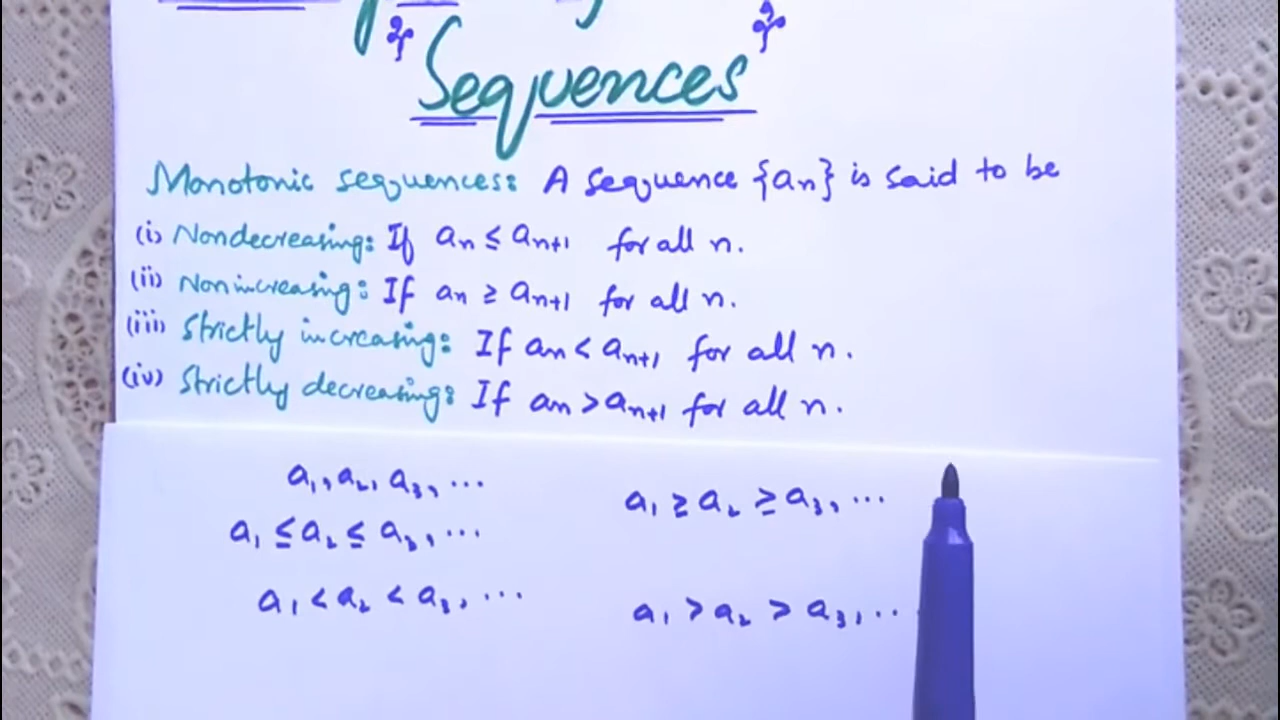 Sequences
Monotonic sequences: A sequence {aₙ} is said to be
(i) Nondecreasing: If aₙ ≤ aₙ₊₁ for all n.
(ii) Nonincreasing: If aₙ ≥ aₙ₊₁ for all n.
(iii) Strictly increasing: If aₙ < aₙ₊₁ for all n.
(iv) Strictly decreasing: If aₙ > aₙ₊₁ for all n.
a₁, a₂, a₃, ...
a₁ ≤ a₂ ≤ a₃, ...
a₁ < a₂ < a₃, ...
a₁ ≥ a₂ ≥ a₃, ...
a₁ > a₂ > a₃, ...